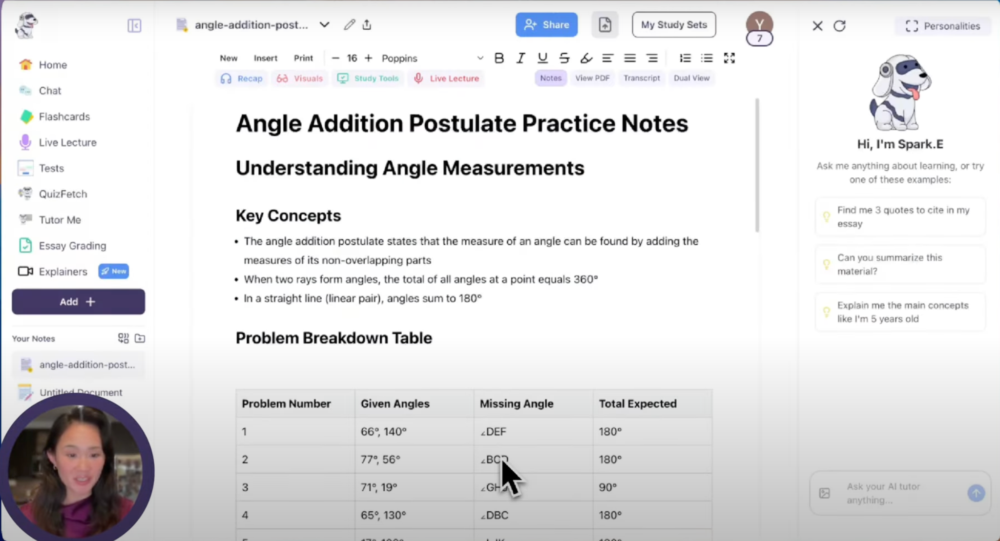 angle-addition-post...
Share
My Study Sets
Y
7
Personalities
Home
Chat
Flashcards
Live Lecture
Tests
QuizFetch
Tutor Me
Essay Grading
Explainers New
Add +
Your Notes
angle-addition-post...
Untitled Document
New Insert Print − 16 + Poppins B I U S
Recap Visuals Study Tools Live Lecture Notes View PDF Transcript Dual View
Angle Addition Postulate Practice Notes
Understanding Angle Measurements
Key Concepts
• The angle addition postulate states that the measure of an angle can be found by adding the
measures of its non-overlapping parts
• When two rays form angles, the total of all angles at a point equals 360°
• In a straight line (linear pair), angles sum to 180°
Problem Breakdown Table
Problem Number Given Angles Missing Angle Total Expected
1 66°, 140° ∠DEF 180°
2 77°, 56° ∠BCD 180°
3 71°, 19° 90°
4 65°, 130° ∠DBC 180°
Hi, I'm Spark.E
Ask me anything about learning, or try
one of these examples:
Find me 3 quotes to cite in my
essay
Can you summarize this
material?
Explain me the main concepts
like I'm 5 years old
Ask your AI tutor
anything...